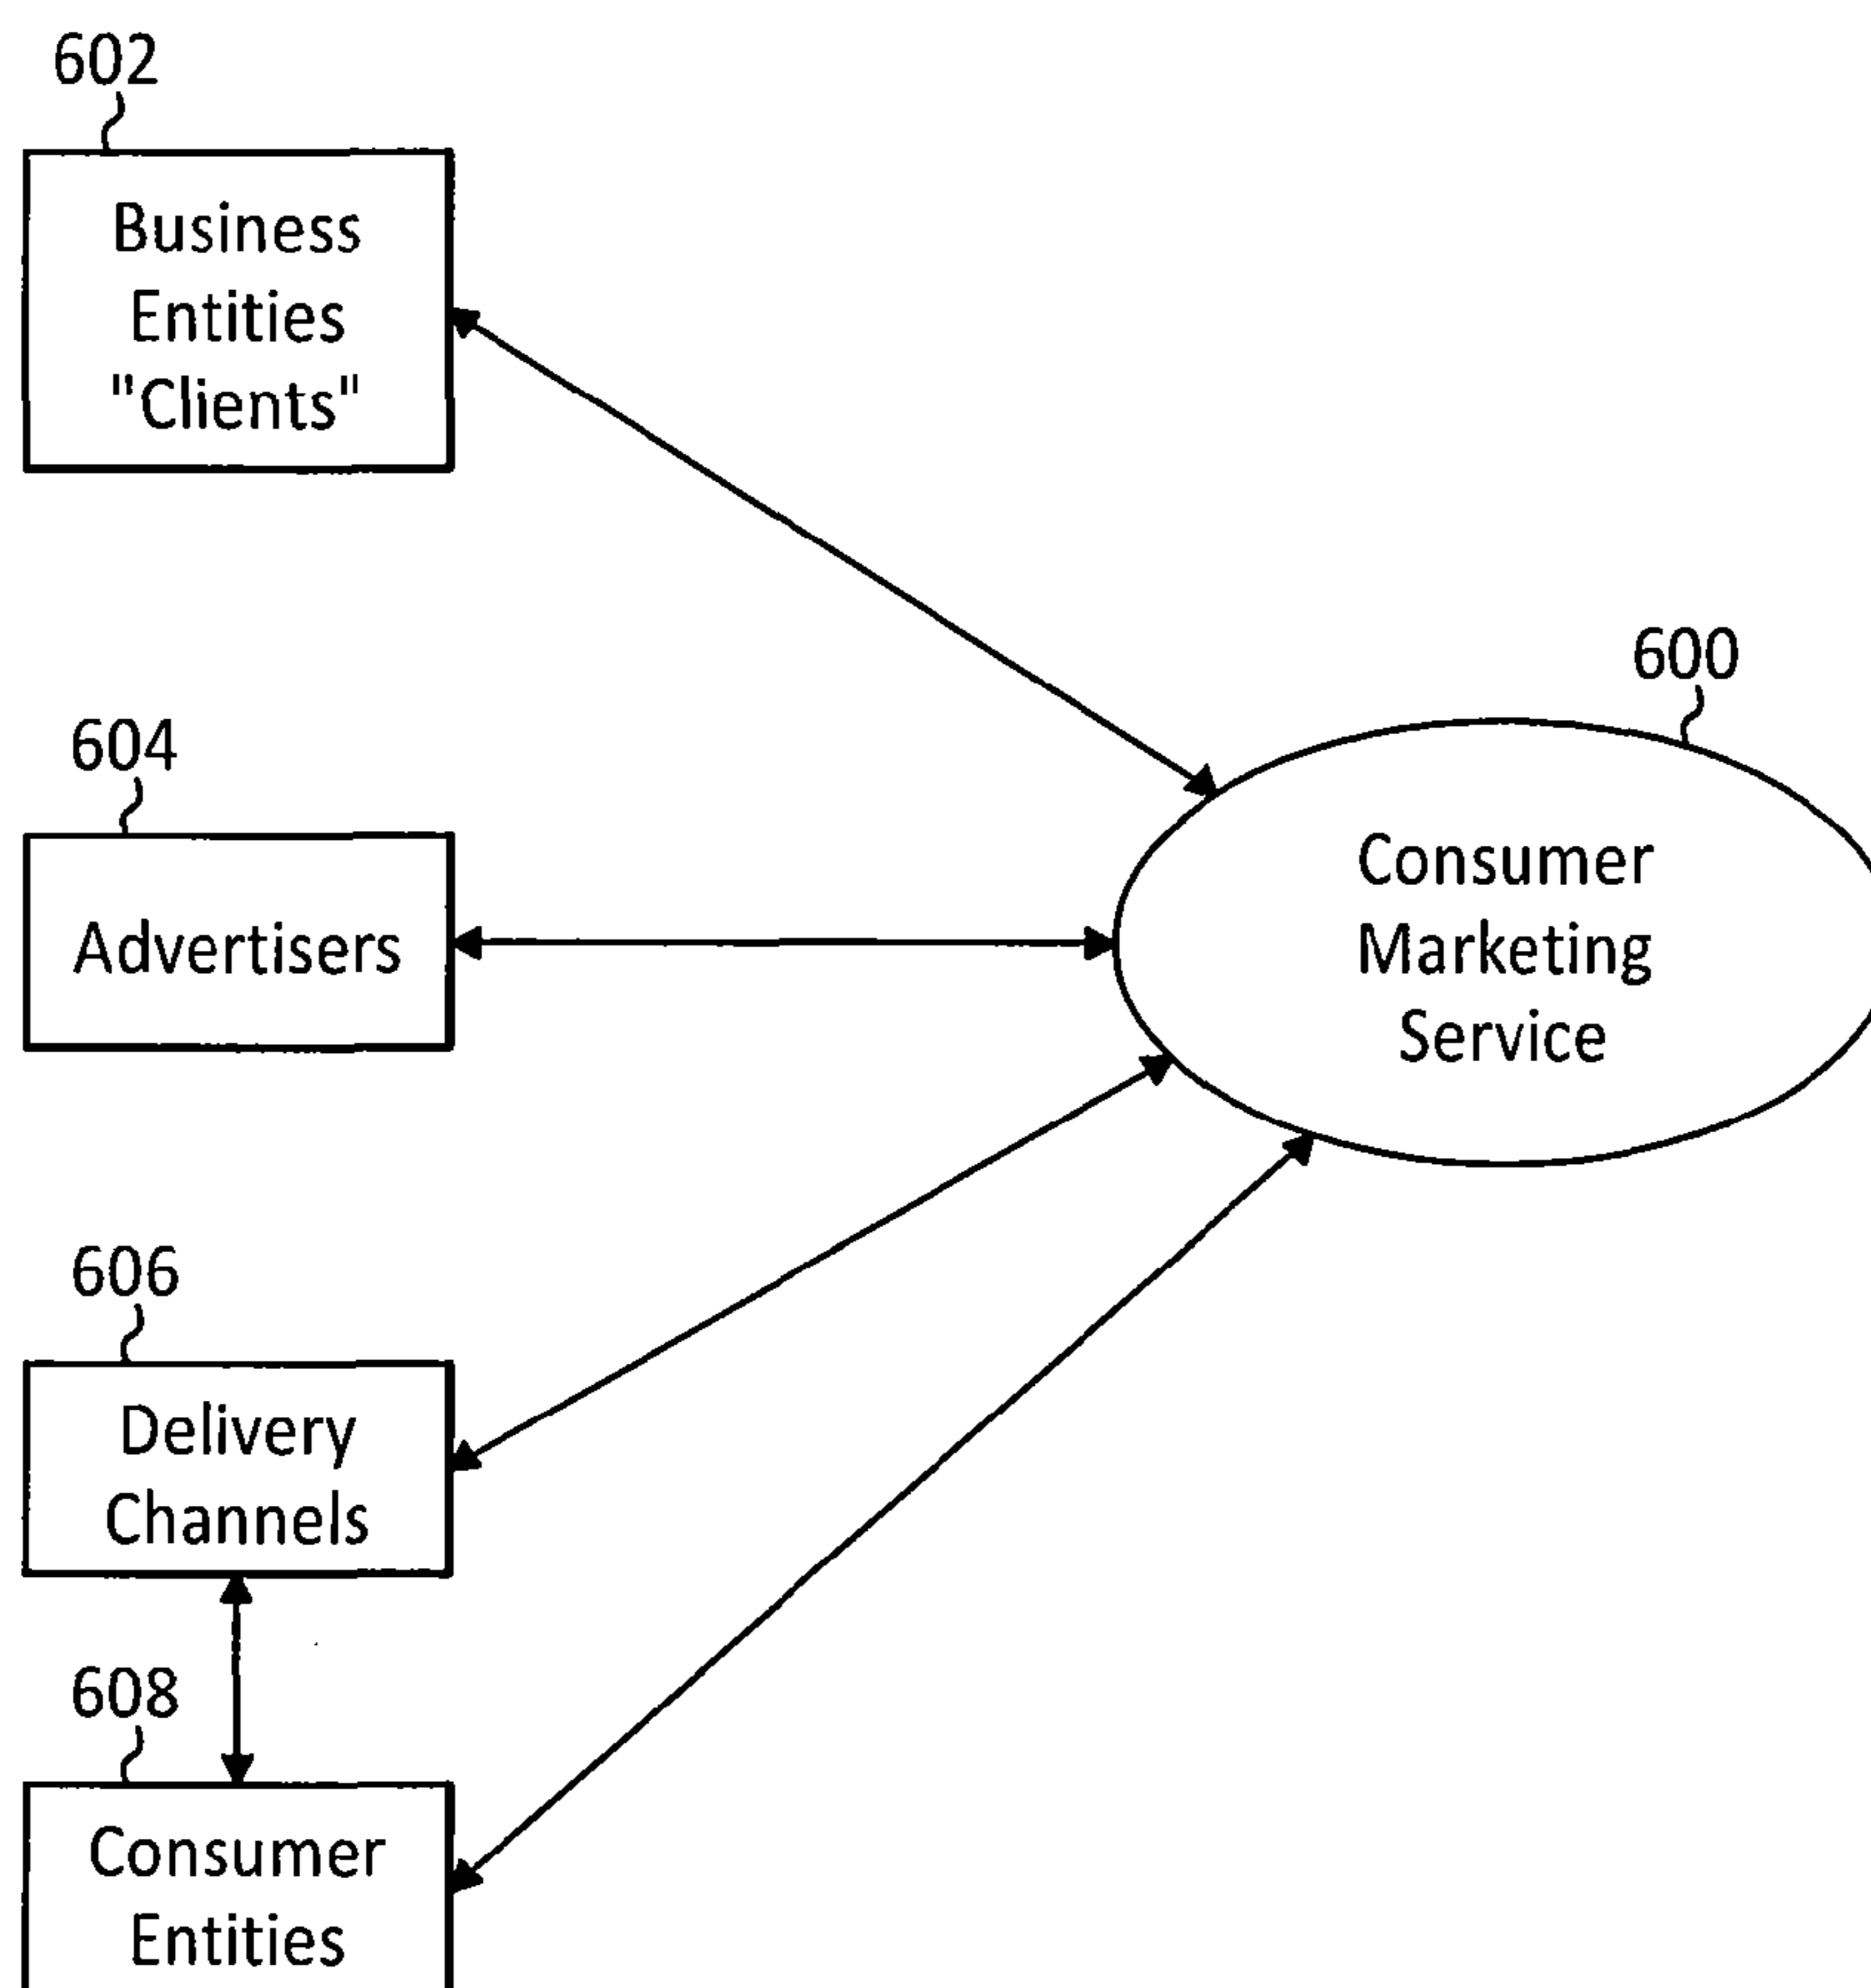 602
Business
Entities
"Clients"
600
604
Advertisers
Consumer
Marketing
Service
606
Delivery
Channels
608
Consumer
Entities